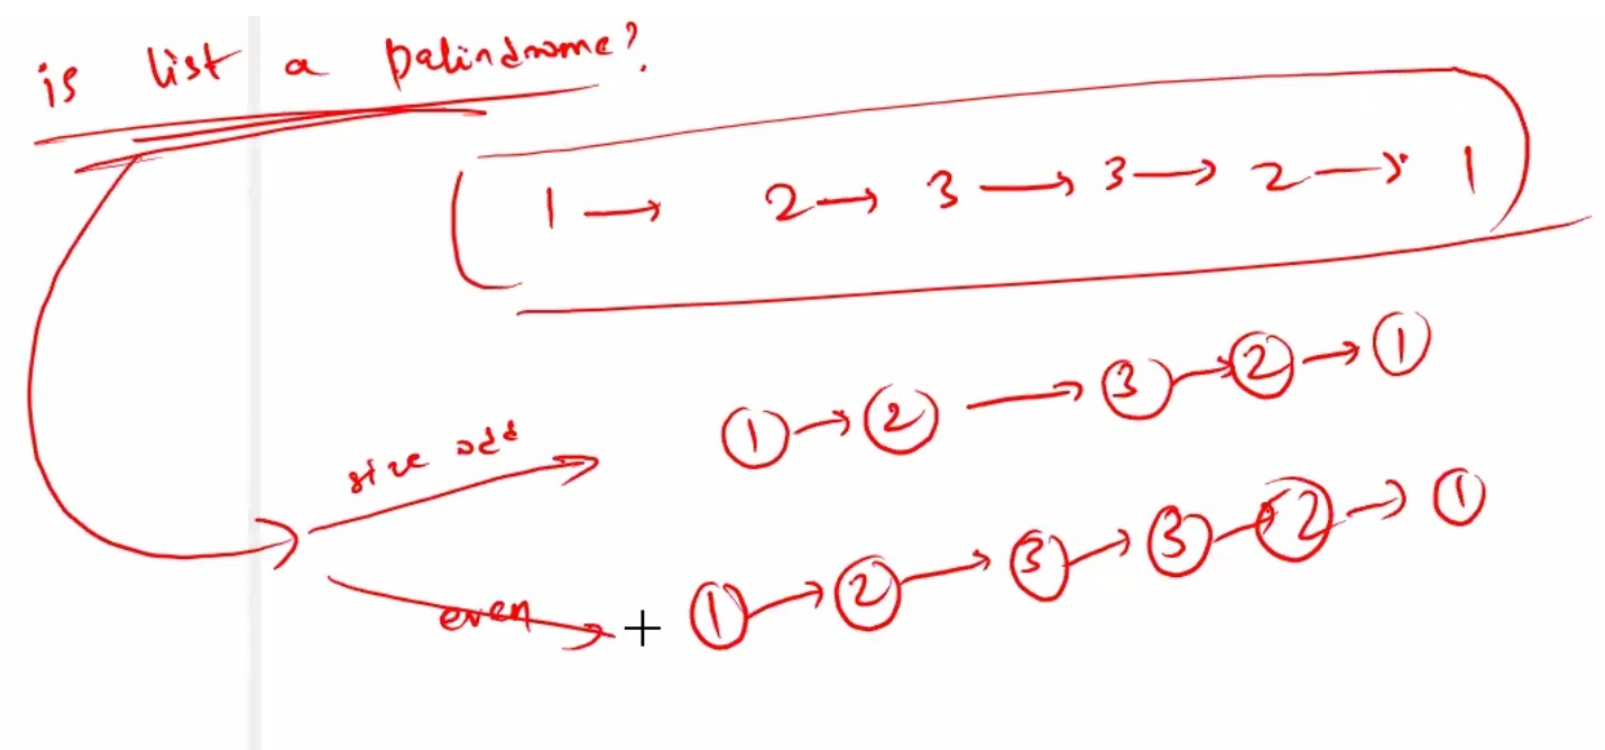 is list a palindrome?
1 → 2 → 3 → 3 → 2 → 1
size odd
1 → 2 → 3 → 2 → 1
even
1 → 2 → 3 → 3 → 2 → 1